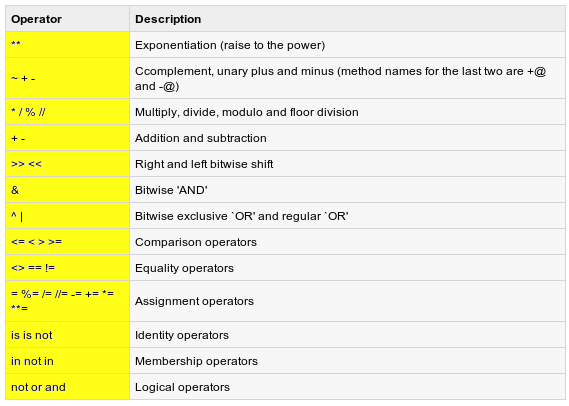 Operator Description
** Exponentiation (raise to the power)
~ + - Ccomplement, unary plus and minus (method names for the last two are +@
and -@)
* / % // Multiply, divide, modulo and floor division
+ - Addition and subtraction
>> << Right and left bitwise shift
& Bitwise 'AND'
^ | Bitwise exclusive `OR' and regular `OR'
<= < > >= Comparison operators
<> == != Equality operators
= %= /= //= -= += *=
**= Assignment operators
is is not Identity operators
in not in Membership operators
not or and Logical operators